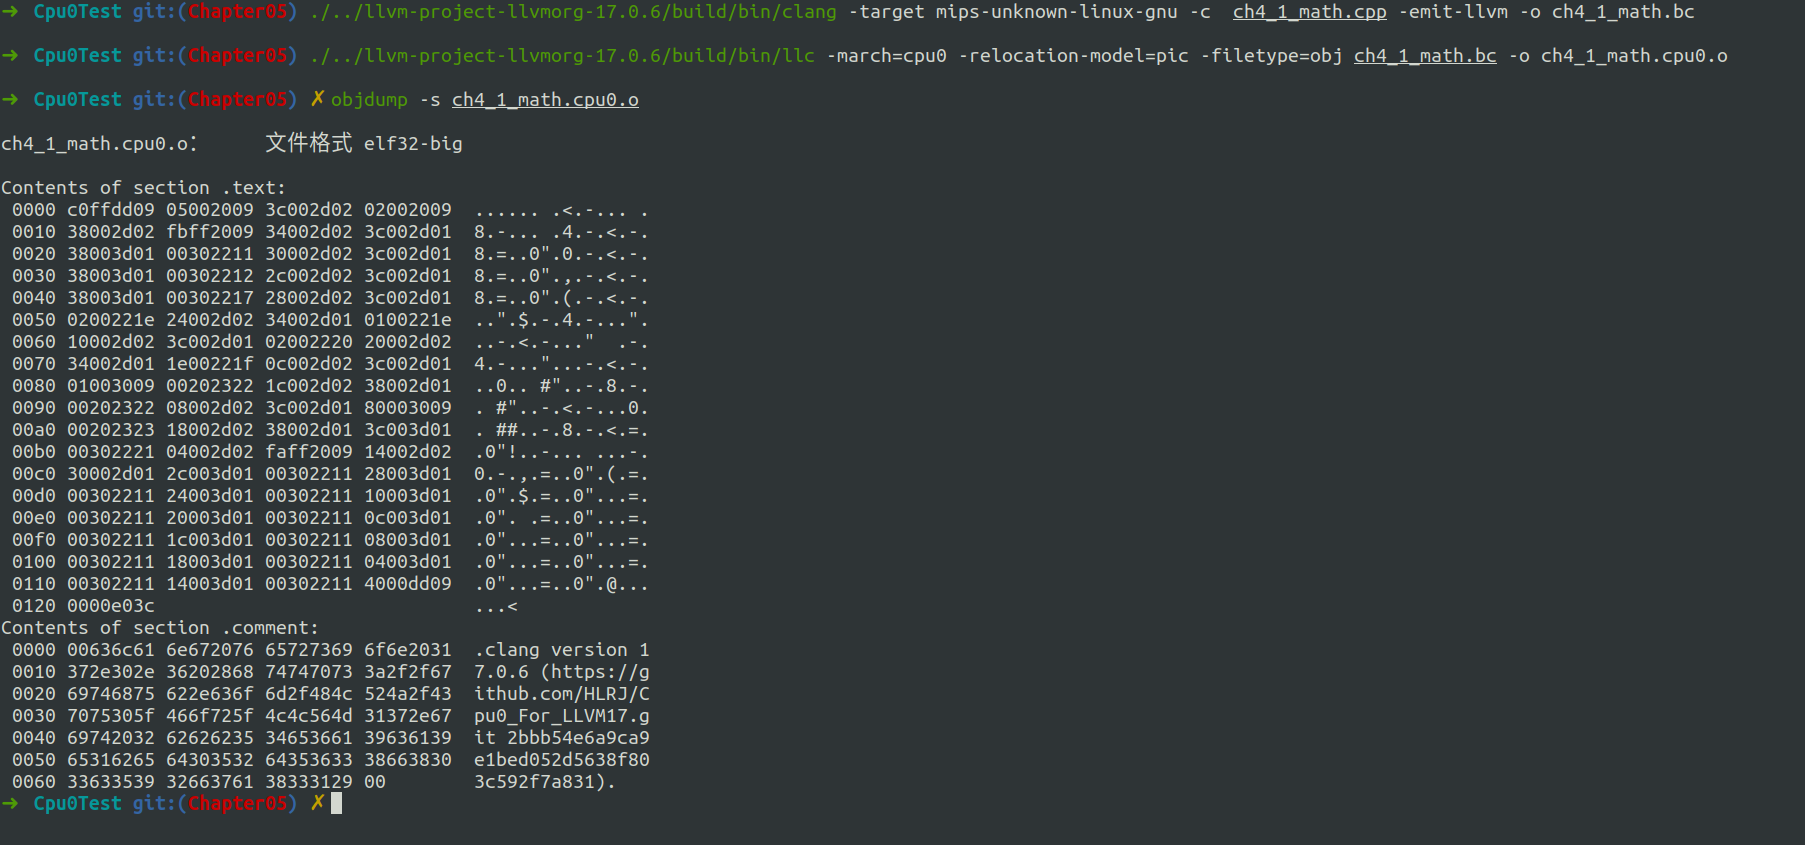 ➜  Cpu0Test git:(Chapter05) ./../llvm-project-llvmorg-17.0.6/build/bin/clang -target mips-unknown-linux-gnu -c  ch4_1_math.cpp -emit-llvm -o ch4_1_math.bc
➜  Cpu0Test git:(Chapter05) ./../llvm-project-llvmorg-17.0.6/build/bin/llc -march=cpu0 -relocation-model=pic -filetype=obj ch4_1_math.bc -o ch4_1_math.cpu0.o
➜  Cpu0Test git:(Chapter05) ✗ objdump -s ch4_1_math.cpu0.o
ch4_1_math.cpu0.o：     文件格式 elf32-big
Contents of section .text:
 0000 c0ffdd09 05002009 3c002d02 02002009  ...... .<.-... .
 0010 38002d02 fbff2009 34002d02 3c002d01  8.-... .4.-.<.-.
 0020 38003d01 00302211 30002d02 3c002d01  8.=..0".0.-.<.-.
 0030 38003d01 00302212 2c002d02 3c002d01  8.=..0".,.-.<.-.
 0040 38003d01 00302217 28002d02 3c002d01  8.=..0".(.-.<.-.
 0050 0200221e 24002d02 34002d01 0100221e  ..".$.-.4.-...".
 0060 10002d02 3c002d01 02002220 20002d02  ..-.<.-..."  .-.
 0070 34002d01 1e00221f 0c002d02 3c002d01  4.-..."...-.<.-.
 0080 01003009 00202322 1c002d02 38002d01  ..0.. #"..-.8.-.
 0090 00202322 08002d02 3c002d01 80003009  . #"..-.<.-...0.
 00a0 00202323 18002d02 38002d01 3c003d01  . ##..-.8.-.<.=.
 00b0 00302221 04002d02 faff2009 14002d02  .0"!..-... ...-.
 00c0 30002d01 2c003d01 00302211 28003d01  0.-.,.=..0".(.=.
 00d0 00302211 24003d01 00302211 10003d01  .0".$.=..0"...=.
 00e0 00302211 20003d01 00302211 0c003d01  .0". .=..0"...=.
 00f0 00302211 1c003d01 00302211 08003d01  .0"...=..0"...=.
 0100 00302211 18003d01 00302211 04003d01  .0"...=..0"...=.
 0110 00302211 14003d01 00302211 4000dd09  .0"...=..0".@...
 0120 0000e03c                             ...<
Contents of section .comment:
 0000 00636c61 6e672076 65727369 6f6e2031  .clang version 1
 0010 372e302e 36202868 74747073 3a2f2f67  7.0.6 (https://g
 0020 69746875 622e636f 6d2f484c 524a2f43  ithub.com/HLRJ/C
 0030 7075305f 466f725f 4c4c564d 31372e67  pu0_For_LLVM17.g
 0040 69742032 62626235 34653661 39636139  it 2bbb54e6a9ca9
 0050 65316265 64303532 64353633 38663830  e1bed052d5638f80
 0060 33633539 32663761 38333129 00        3c592f7a831).
➜  Cpu0Test git:(Chapter05) ✗